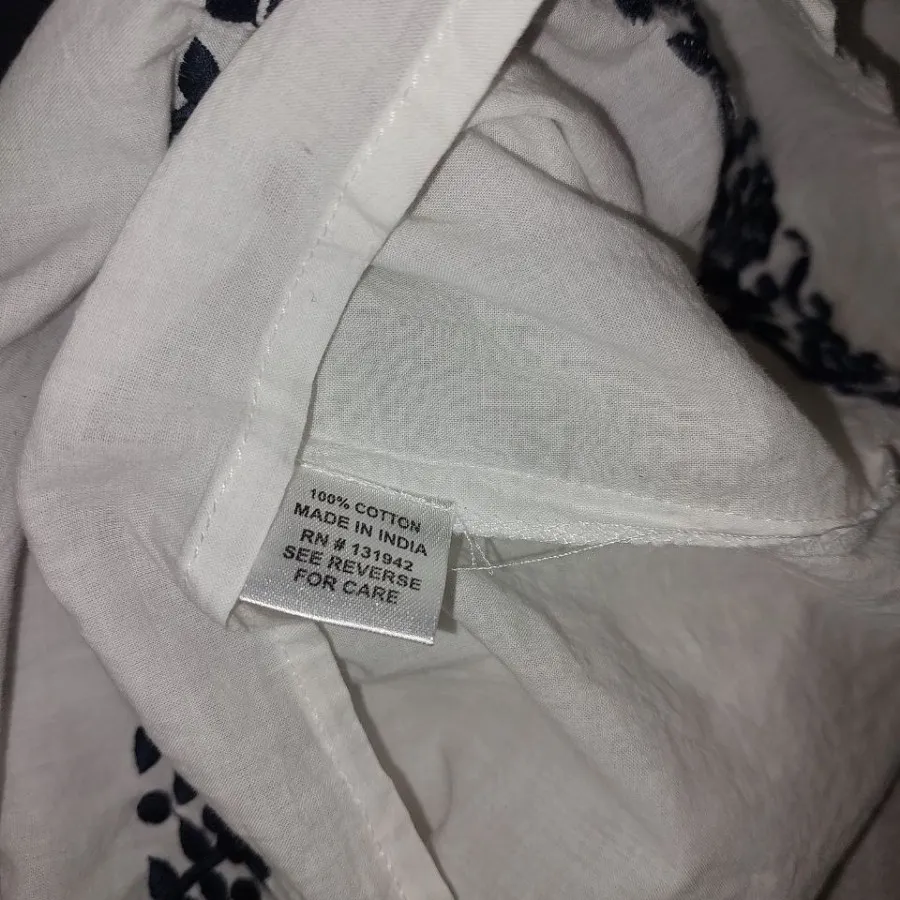 100% COTTON
MADE IN INDIA
RN # 131942
SEE REVERSE
FOR CARE